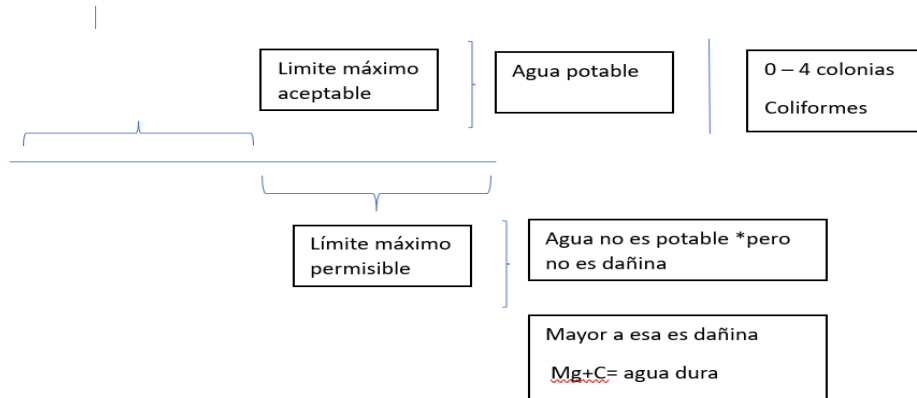 Limite máximo
aceptable
Agua potable
0 – 4 colonias
Coliformes
Límite máximo
permisible
Agua no es potable *pero
no es dañina
Mayor a esa es dañina
Mg+C= agua dura